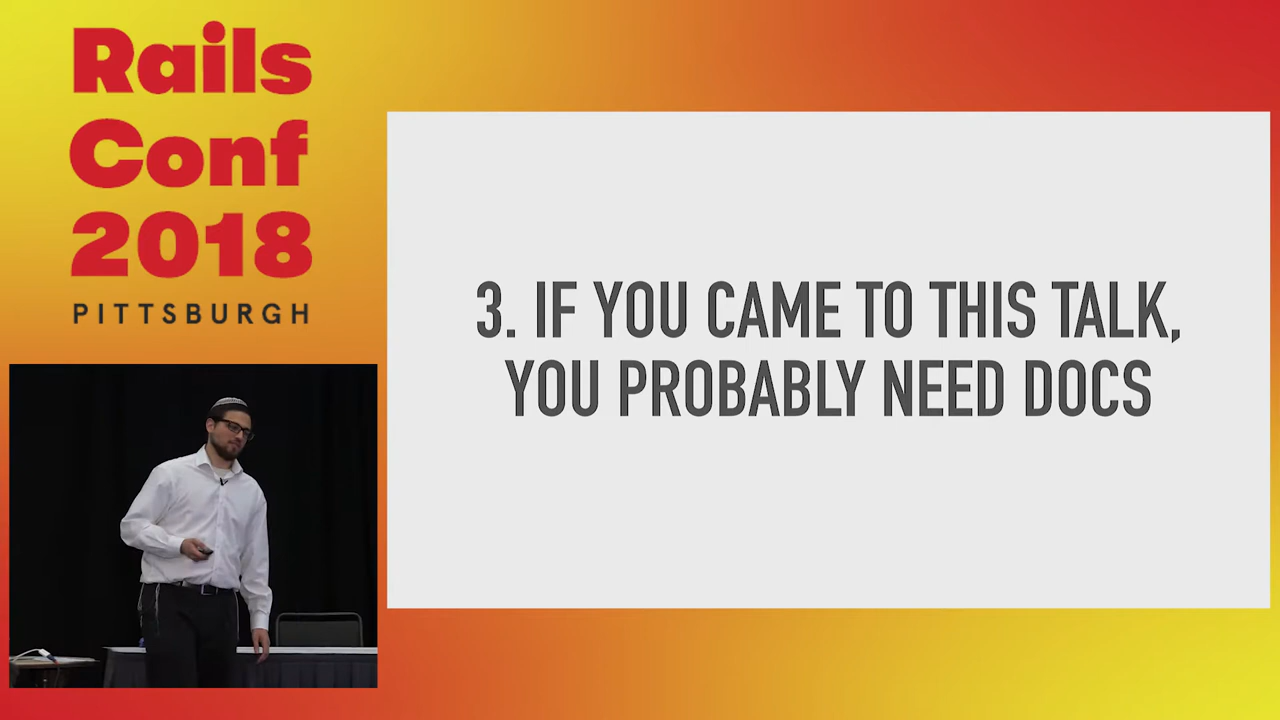 Rails
Conf
2018
PITTSBURGH
3. IF YOU CAME TO THIS TALK,
YOU PROBABLY NEED DOCS